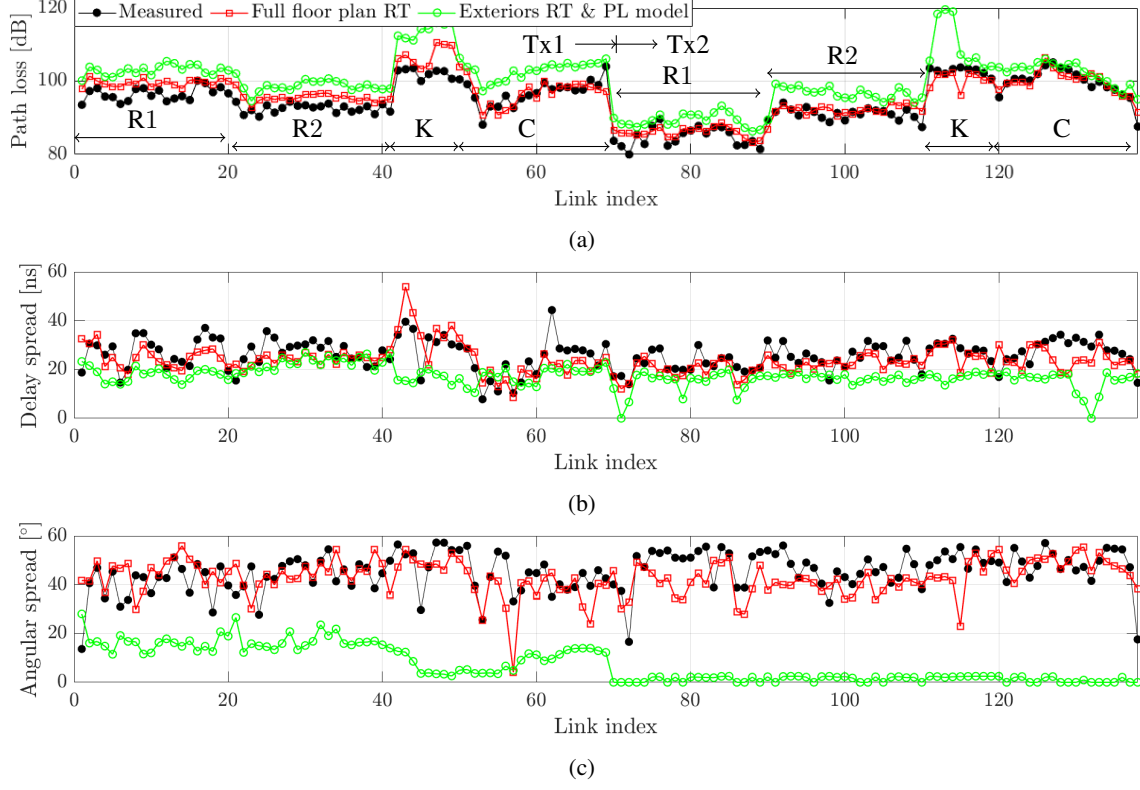 Measured Full floor plan RT Exteriors RT & PL model
120
100
80
Path loss [dB]
Tx1 Tx2
R1 R2 K C R1 R2 K C
0 20 40 60 80 100 120
Link index
(a)
60
40
20
0
Delay spread [ns]
0 20 40 60 80 100 120
Link index
(b)
60
40
20
0
Angular spread [°]
0 20 40 60 80 100 120
Link index
(c)